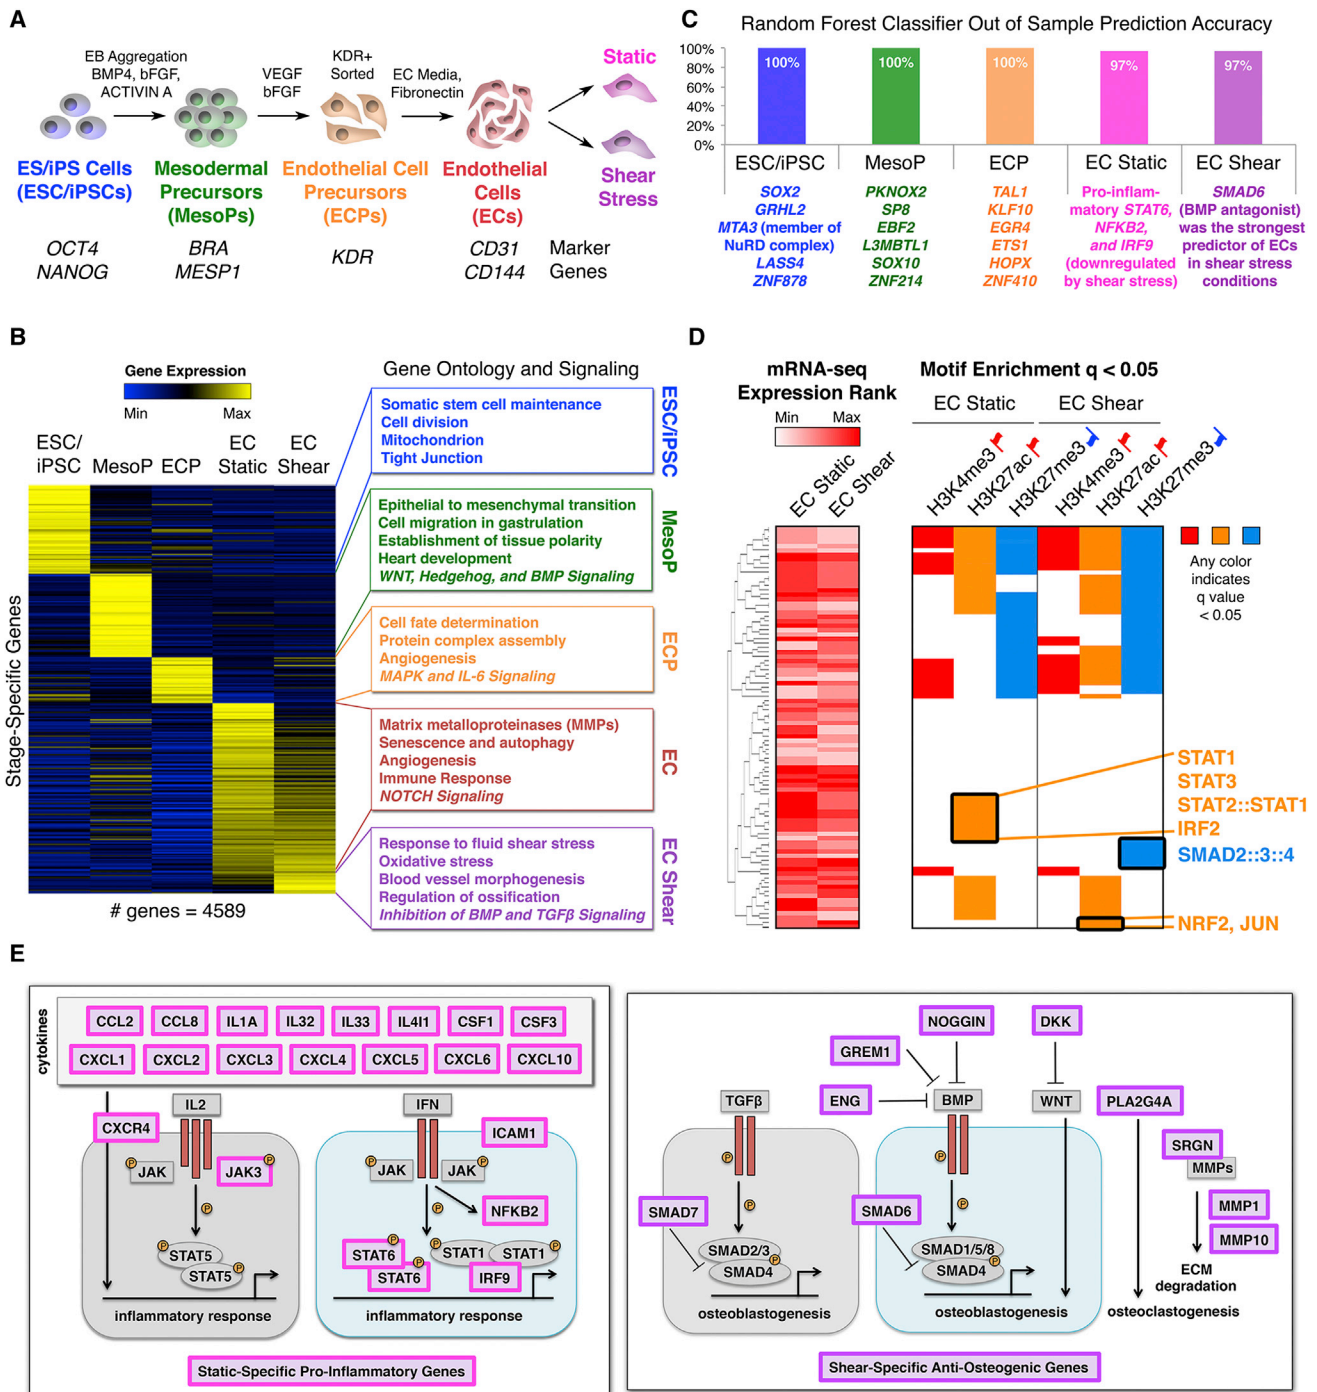 A
EB Aggregation
BMP4, bFGF,
ACTIVIN A
VEGF
bFGF
KDR+
Sorted
EC Media,
Fibronectin
Static
Shear
Stress
ES/iPS Cells
(ESC/iPSCs)
Mesodermal
Precursors
(MesoPs)
Endothelial Cell
Precursors
(ECPs)
Endothelial
Cells
(ECs)
OCT4
NANOG
BRA
MESP1
KDR
CD31
CD144
Marker
Genes
C
Random Forest Classifier Out of Sample Prediction Accuracy
100%
80%
60%
40%
20%
0%
100%
100%
100%
97%
97%
ESC/iPSC
MesoP
ECP
EC Static
EC Shear
SOX2
GRHL2
MTA3 (member of
NuRD complex)
LASS4
ZNF878
PKNOX2
SP8
EBF2
L3MBTL1
SOX10
ZNF214
TAL1
KLF10
EGR4
ETS1
HOPX
ZNF410
Pro-inflam-
matory STAT6,
NFKB2,
and IRF9
(downregulated
by shear stress)
SMAD6
(BMP antagonist)
was the strongest
predictor of ECs
in shear stress
conditions
B
Gene Expression
Min
Max
ESC/
iPSC
MesoP
ECP
EC
Static
EC
Shear
Stage-Specific Genes
# genes = 4589
Gene Ontology and Signaling
Somatic stem cell maintenance
Cell division
Mitochondrion
Tight Junction
ESC/iPSC
Epithelial to mesenchymal transition
Cell migration in gastrulation
Establishment of tissue polarity
Heart development
WNT, Hedgehog, and BMP Signaling
MesoP
Cell fate determination
Protein complex assembly
Angiogenesis
MAPK and IL-6 Signaling
ECP
Matrix metalloproteinases (MMPs)
Senescence and autophagy
Angiogenesis
Immune Response
NOTCH Signaling
EC
Response to fluid shear stress
Oxidative stress
Blood vessel morphogenesis
Regulation of ossification
Inhibition of BMP and TGFβ Signaling
EC Shear
D
mRNA-seq
Expression Rank
Min
Max
EC Static
EC Shear
Motif Enrichment q < 0.05
EC Static
EC Shear
H3K4me3
H3K27ac
H3K27me3
H3K4me3
H3K27ac
H3K27me3
Any color
indicates
q value
< 0.05
STAT1
STAT3
STAT2::STAT1
IRF2
SMAD2::3::4
NRF2, JUN
E
cytokines
CCL2
CCL8
IL1A
IL32
IL33
IL4I1
CSF1
CSF3
CXCL1
CXCL2
CXCL3
CXCL4
CXCL5
CXCL6
CXCL10
CXCR4
IL2
JAK
P
JAK3
P
P
STAT5
P
STAT5
P
inflammatory response
IFN
ICAM1
JAK
P
JAK
P
P
NFKB2
STAT6
P
STAT6
P
STAT1
P
STAT1
P
IRF9
inflammatory response
Static-Specific Pro-Inflammatory Genes
NOGGIN
DKK
GREM1
ENG
TGFβ
BMP
WNT
PLA2G4A
SRGN
MMPs
MMP1
MMP10
ECM
degradation
P
P
SMAD7
SMAD2/3
SMAD4
P
osteoblastogenesis
P
P
SMAD6
SMAD1/5/8
SMAD4
P
osteoblastogenesis
osteoclastogenesis
Shear-Specific Anti-Osteogenic Genes